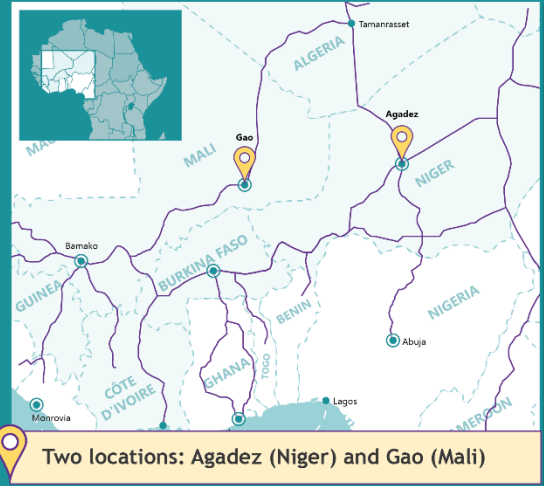 Tamanrasset
ALGERIA
Agadez
Gao
MALI
NIGER
Bamako
BURKINA FASO
GUINEA
NIGERIA
BENIN
Abuja
GHANA
TOGO
CÔTE
D'IVOIRE
Lagos
Monrovia
Two locations: Agadez (Niger) and Gao (Mali)